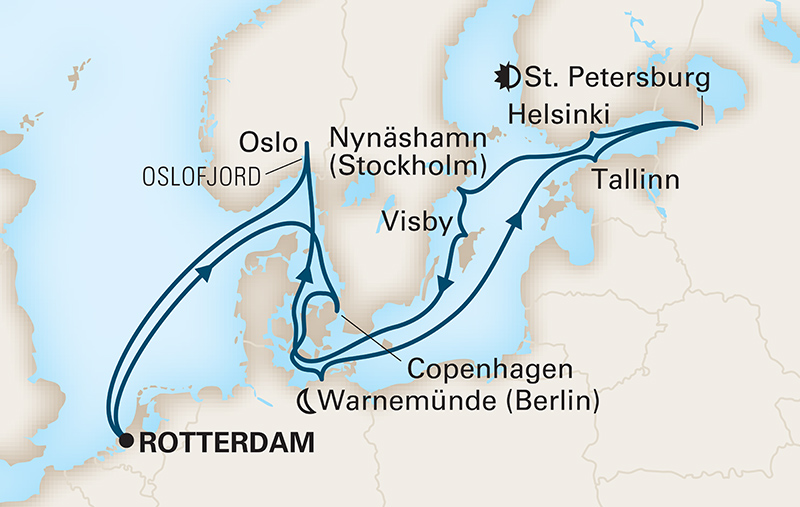 St. Petersburg
Helsinki
Oslo
Nynäshamn
(Stockholm)
OSLOFJORD
Tallinn
Visby
Copenhagen
Warnemünde (Berlin)
ROTTERDAM